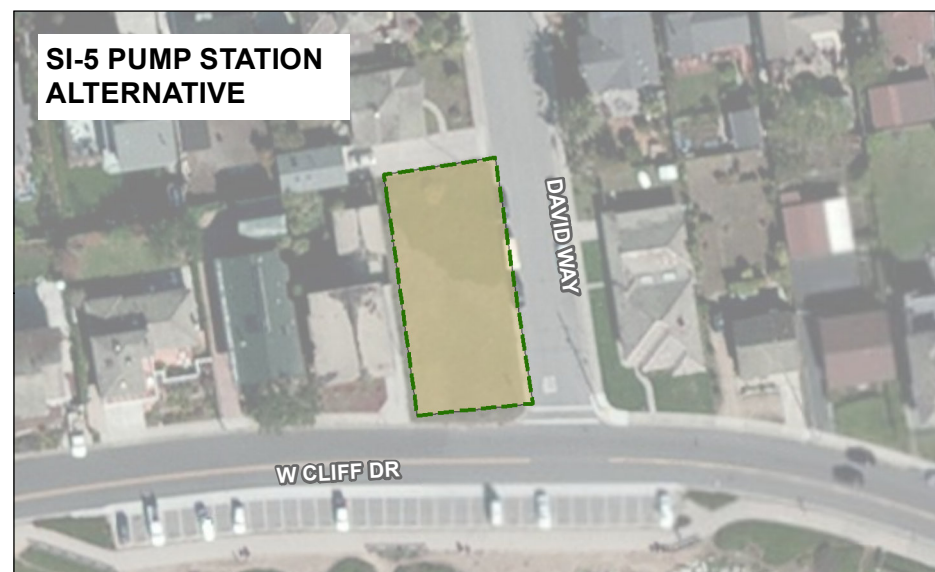 SI-5 PUMP STATION
ALTERNATIVE
DAVID WAY
W CLIFF DR